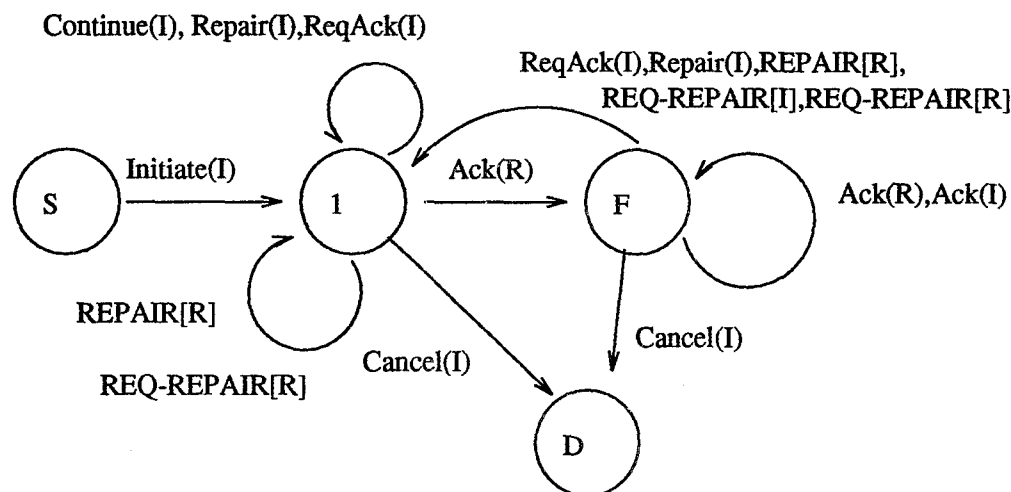 Continue(I), Repair(I),ReqAck(I)
ReqAck(I),Repair(I),REPAIR[R],
REQ-REPAIR[I],REQ-REPAIR[R]
Initiate(I)
Ack(R)
Ack(R),Ack(I)
S
1
F
REPAIR[R]
Cancel(I)
Cancel(I)
REQ-REPAIR[R]
D